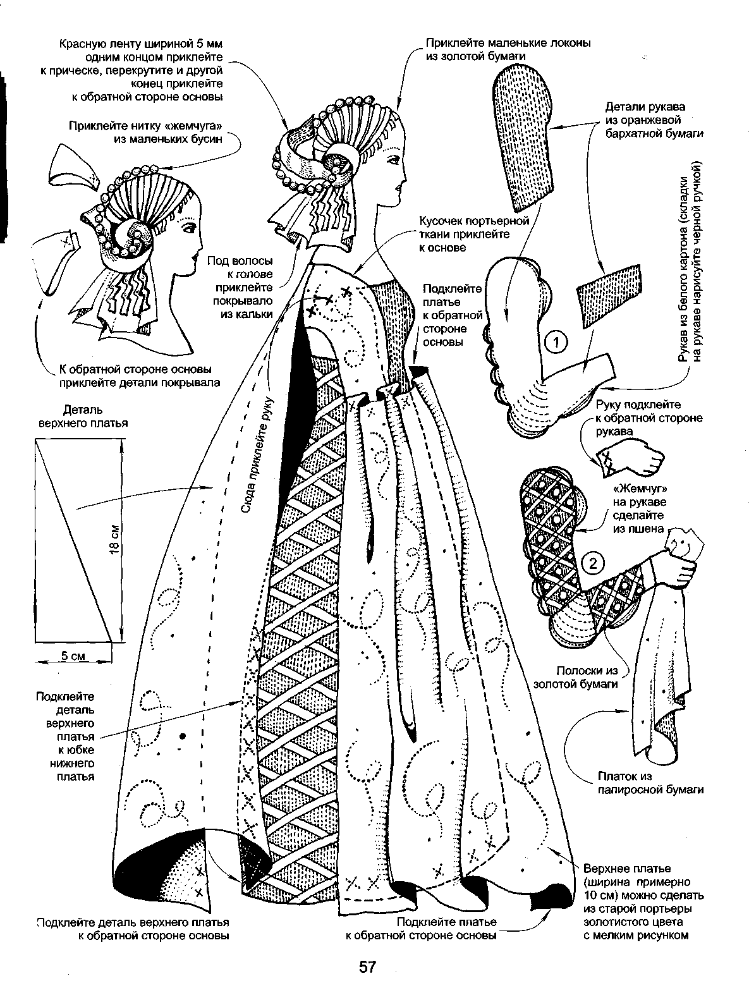 Красную ленту шириной 5 мм
одним концом приклейте
к прическе, перекрутите и другой
конец приклейте
к обратной стороне основы
Приклейте маленькие локоны
из золотой бумаги
Приклейте нитку «жемчуга»
из маленьких бусин
Детали рукава
из оранжевой
бархатной бумаги
Рукав из белого картона (складки
на рукаве нарисуйте черной ручкой)
Кусочек портьерной
ткани приклейте
к основе
Под волосы
к голове
приклейте
покрывало
из кальки
Подклейте
платье
к обратной
стороне
основы
1
К обратной стороне основы
приклейте детали покрывала
Деталь
верхнего платья
Сюда приклейте руку
Руку подклейте
к обратной стороне
рукава
«Жемчуг»
на рукаве
сделайте
из пшена
18 см
2
5 см
Полоски из
золотой бумаги
Подклейте
деталь
верхнего
платья
к юбке
нижнего
платья
Платок из
папиросной бумаги
Верхнее платье
(ширина примерно
10 см) можно сделать
из старой портьеры
золотистого цвета
с мелким рисунком
Подклейте деталь верхнего платья
к обратной стороне основы
Подклейте платье
к обратной стороне основы
57